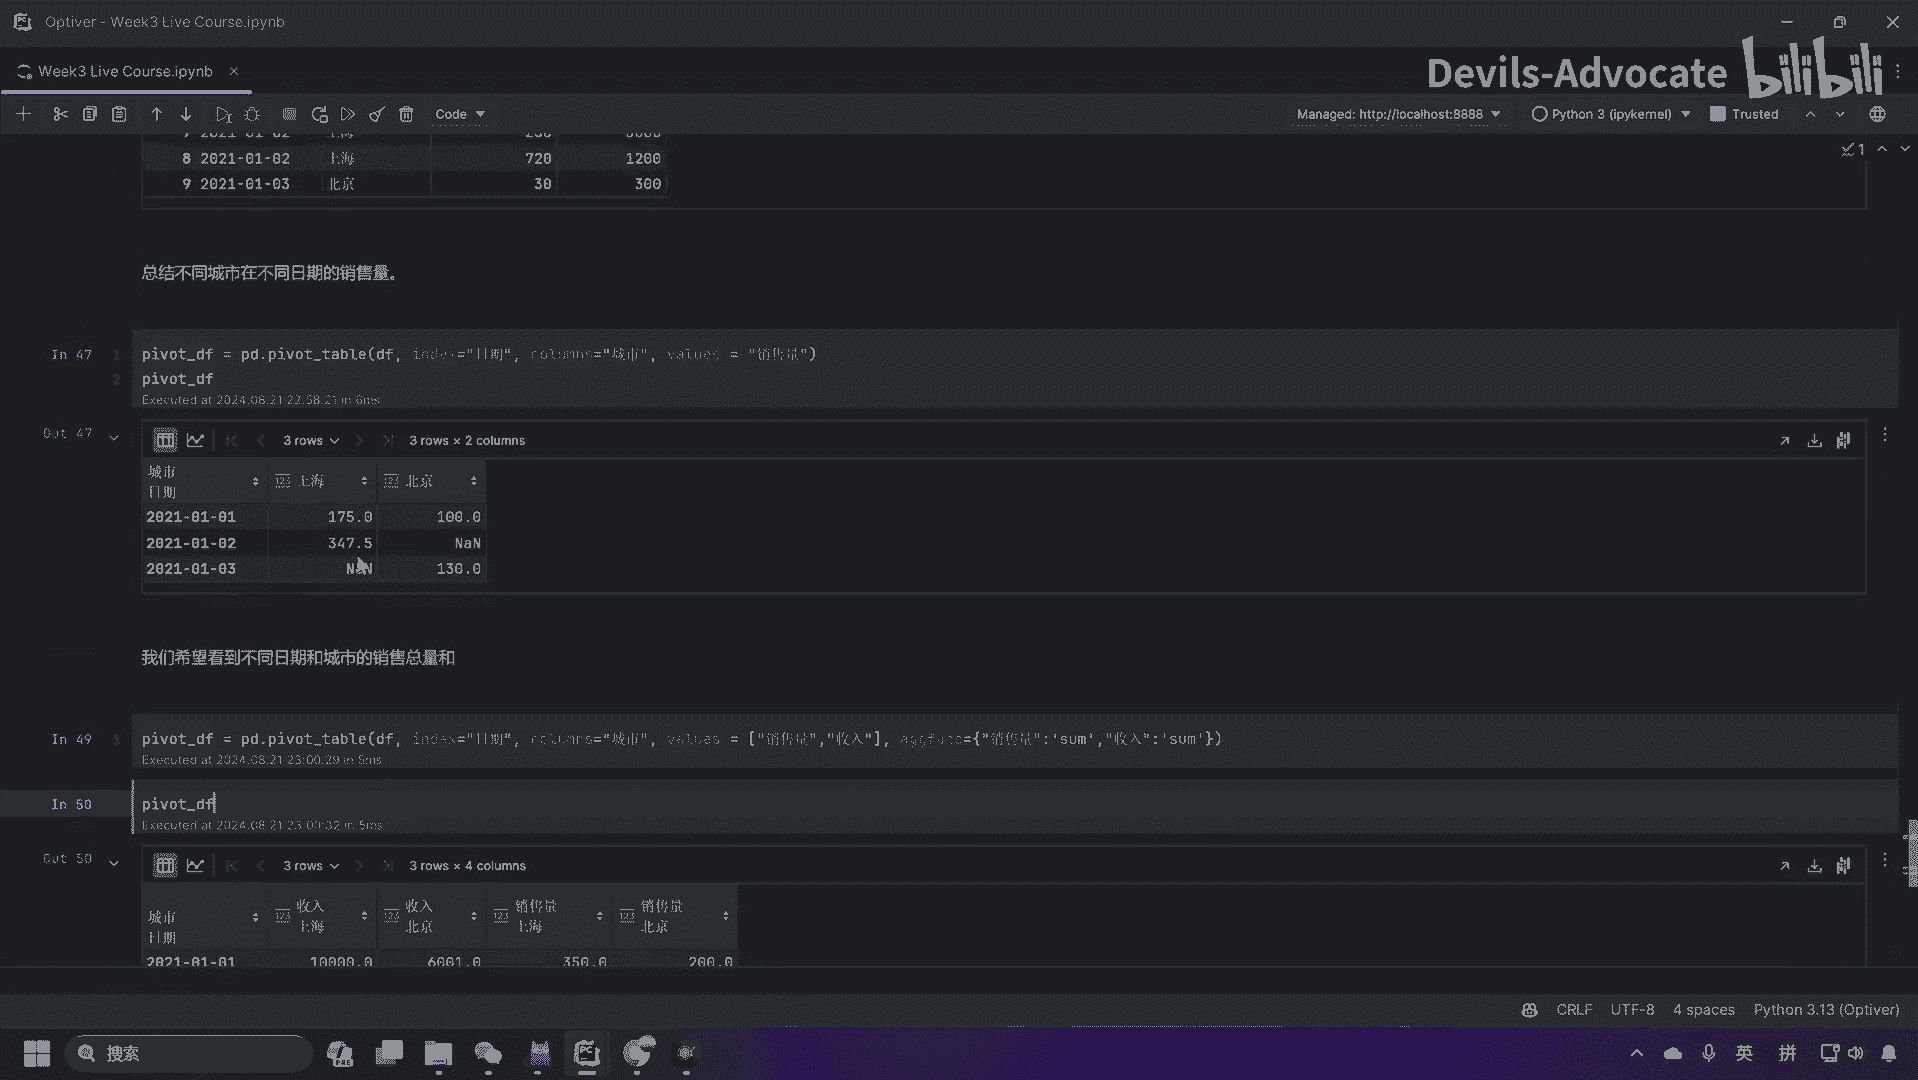 Optiver - Week3 Live Course.ipynb
Week3 Live Course.ipynb
Devils-Advocate bilibili
Code
Managed: http://localhost:8888
Python 3 (ipykernel)
Trusted
1
8 2021-01-02 上海 720 1200
9 2021-01-03 北京 30 300
总结不同城市在不同日期的销售量。
In 47
1 pivot_df = pd.pivot_table(df, index="日期", columns="城市", values = "销售量")
2 pivot_df
Executed at 2024.08.21 22:58:21 in 6ms
Out 47
3 rows
3 rows × 2 columns
城市
日期
123 上海
123 北京
2021-01-01 175.0 100.0
2021-01-02 347.5 NaN
2021-01-03 NaN 130.0
我们希望看到不同日期和城市的销售总量和
In 49
1 pivot_df = pd.pivot_table(df, index="日期", columns="城市", values = ["销售量","收入"], aggfunc={"销售量":'sum',"收入":'sum'})
Executed at 2024.08.21 23:00:29 in 5ms
In 50
pivot_df
Executed at 2024.08.21 23:00:32 in 5ms
Out 50
3 rows
3 rows × 4 columns
城市
日期
123 收入 上海
123 收入 北京
123 销售量 上海
123 销售量 北京
2021-01-01 10000.0 6001.0 350.0 200.0
CRLF
UTF-8
4 spaces
Python 3.13 (Optiver)
搜索
英
拼